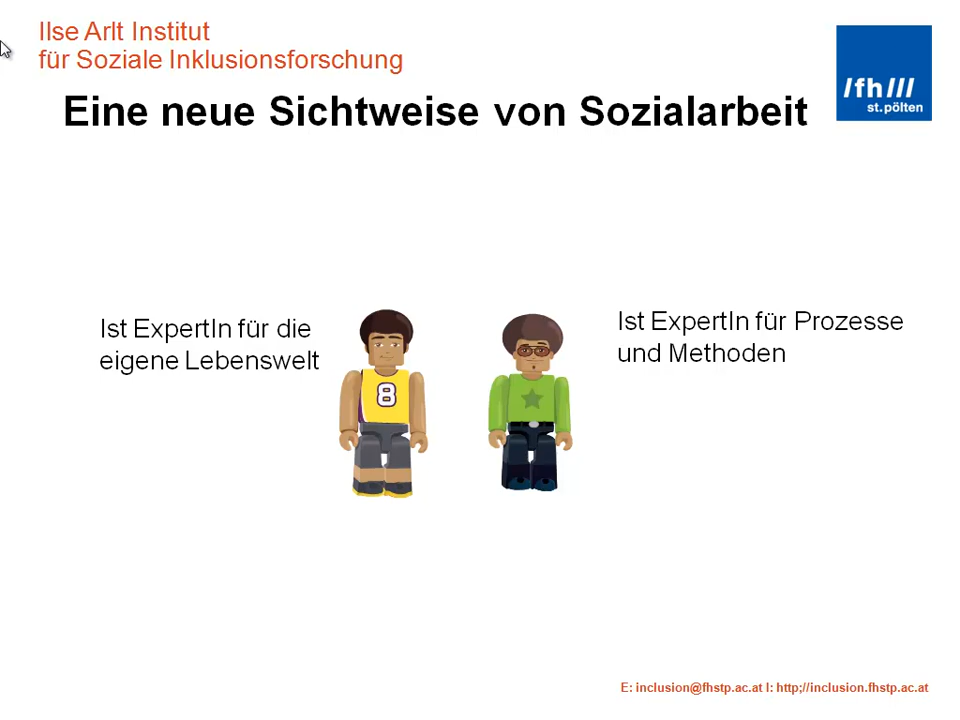 Ilse Arlt Institut
für Soziale Inklusionsforschung
/fh///
st.pölten
Eine neue Sichtweise von Sozialarbeit
Ist ExpertIn für die
eigene Lebenswelt
8
Ist ExpertIn für Prozesse
und Methoden
E: inclusion@fhstp.ac.at I: http;//inclusion.fhstp.ac.at